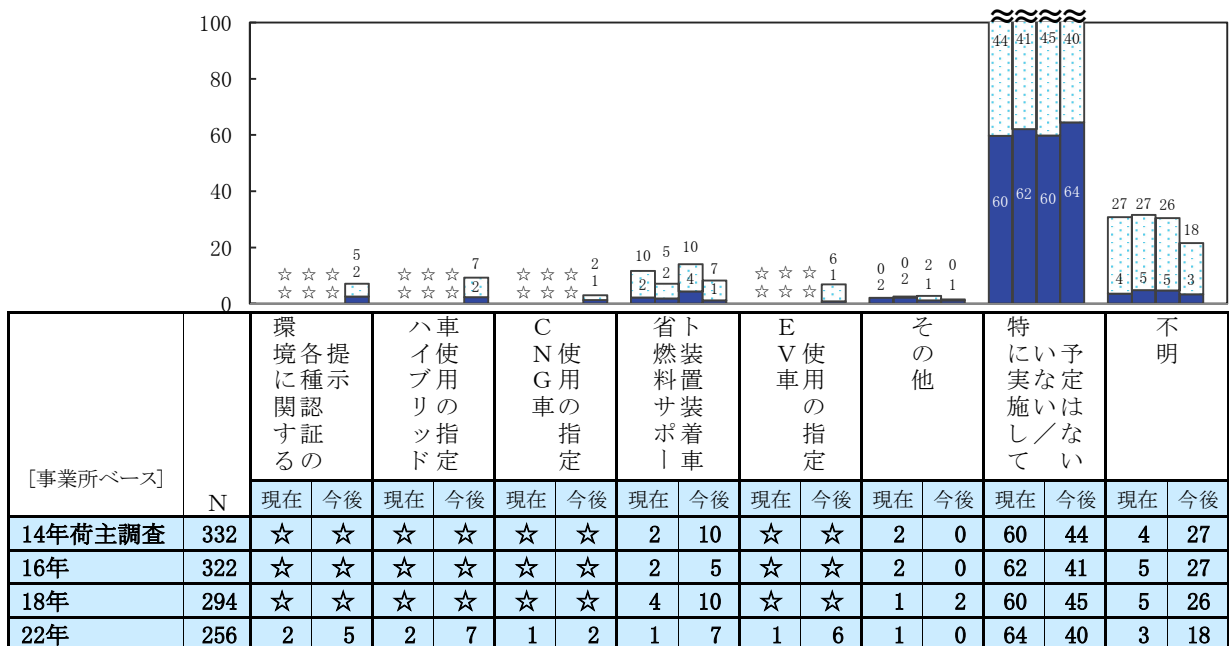 44 41 45 40
100
80
60
40
20
0
60 62 60 64
27 27 26 18
4 5 5 3
☆ ☆ ☆ 5
☆ ☆ ☆ 2
☆ ☆ ☆ 7
☆ ☆ ☆ 2
☆ ☆ ☆ 2
☆ ☆ ☆ 1
10 5 10 7
2 2 4 1
☆ ☆ ☆ 6
☆ ☆ ☆ 1
0 0 2 0
2 2 1 1
環境に関する各種認証の提示
ハイブリッド車使用の指定
CNG車使用の指定
省燃料サポート装置装着車
EV車使用の指定
その他
特に実施していない/予定はない
不明
[事業所ベース] N 現在 今後 現在 今後 現在 今後 現在 今後 現在 今後 現在 今後 現在 今後 現在 今後
14年荷主調査 332 ☆ ☆ ☆ ☆ ☆ ☆ 2 10 ☆ ☆ 2 0 60 44 4 27
16年 322 ☆ ☆ ☆ ☆ ☆ ☆ 2 5 ☆ ☆ 2 0 62 41 5 27
18年 294 ☆ ☆ ☆ ☆ ☆ ☆ 4 10 ☆ ☆ 1 2 60 45 5 26
22年 256 2 5 2 7 1 2 1 7 1 6 1 0 64 40 3 18